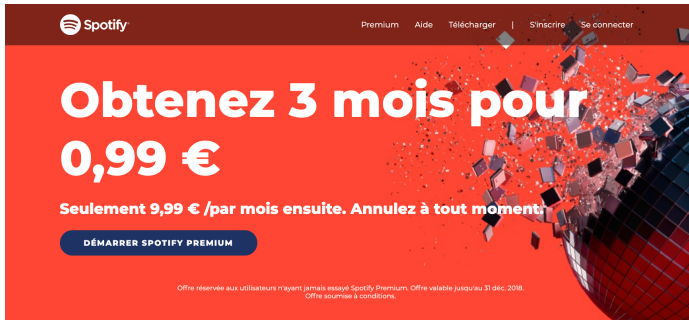 Spotify
Premium Aide Télécharger | S'inscrire Se connecter
Obtenez 3 mois pour
0,99 €
Seulement 9,99 € /par mois ensuite. Annulez à tout moment.
DÉMARRER SPOTIFY PREMIUM
Offre réservée aux utilisateurs n'ayant jamais essayé Spotify Premium. Offre valable jusqu'au 31 déc. 2018.
Offre soumise à conditions.